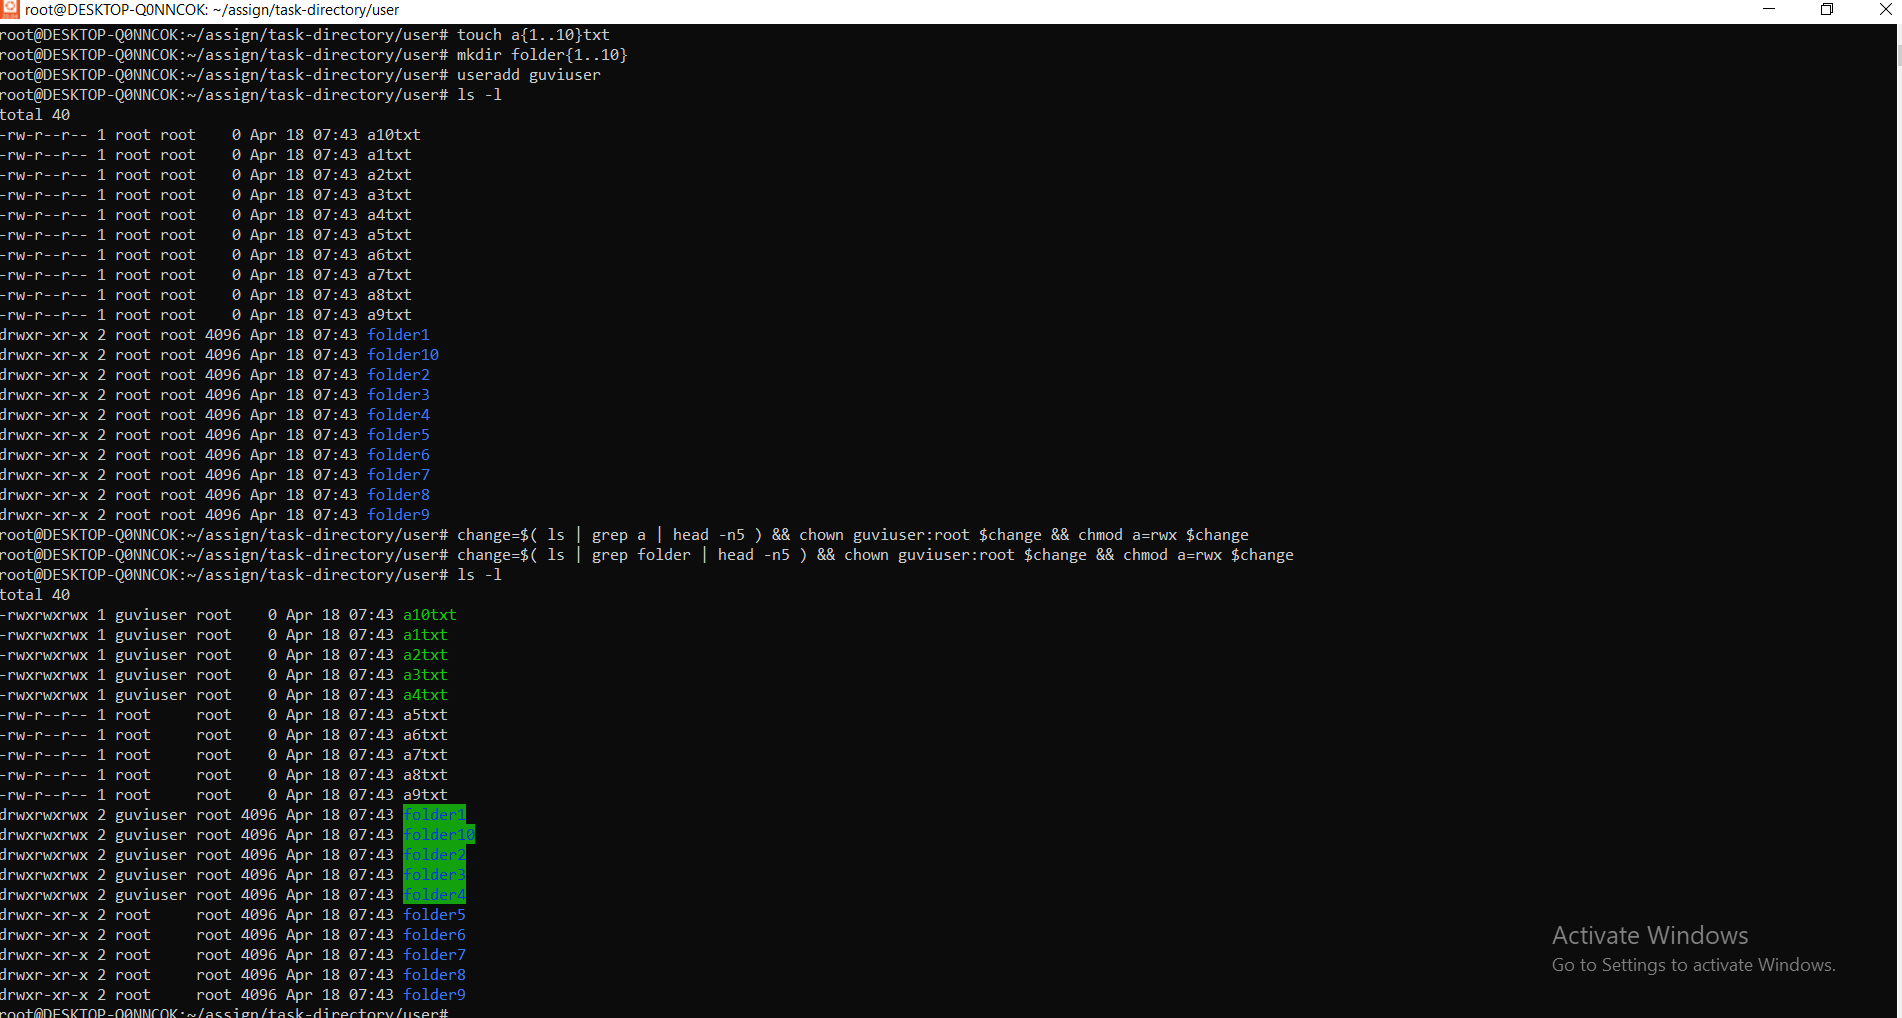 root@DESKTOP-Q0NNCOK: ~/assign/task-directory/user
root@DESKTOP-Q0NNCOK:~/assign/task-directory/user# touch a{1..10}txt
root@DESKTOP-Q0NNCOK:~/assign/task-directory/user# mkdir folder{1..10}
root@DESKTOP-Q0NNCOK:~/assign/task-directory/user# useradd guviuser
root@DESKTOP-Q0NNCOK:~/assign/task-directory/user# ls -l
total 40
-rw-r--r-- 1 root root    0 Apr 18 07:43 a10txt
-rw-r--r-- 1 root root    0 Apr 18 07:43 a1txt
-rw-r--r-- 1 root root    0 Apr 18 07:43 a2txt
-rw-r--r-- 1 root root    0 Apr 18 07:43 a3txt
-rw-r--r-- 1 root root    0 Apr 18 07:43 a4txt
-rw-r--r-- 1 root root    0 Apr 18 07:43 a5txt
-rw-r--r-- 1 root root    0 Apr 18 07:43 a6txt
-rw-r--r-- 1 root root    0 Apr 18 07:43 a7txt
-rw-r--r-- 1 root root    0 Apr 18 07:43 a8txt
-rw-r--r-- 1 root root    0 Apr 18 07:43 a9txt
drwxr-xr-x 2 root root 4096 Apr 18 07:43 folder1
drwxr-xr-x 2 root root 4096 Apr 18 07:43 folder10
drwxr-xr-x 2 root root 4096 Apr 18 07:43 folder2
drwxr-xr-x 2 root root 4096 Apr 18 07:43 folder3
drwxr-xr-x 2 root root 4096 Apr 18 07:43 folder4
drwxr-xr-x 2 root root 4096 Apr 18 07:43 folder5
drwxr-xr-x 2 root root 4096 Apr 18 07:43 folder6
drwxr-xr-x 2 root root 4096 Apr 18 07:43 folder7
drwxr-xr-x 2 root root 4096 Apr 18 07:43 folder8
drwxr-xr-x 2 root root 4096 Apr 18 07:43 folder9
root@DESKTOP-Q0NNCOK:~/assign/task-directory/user# change=$( ls | grep a | head -n5 ) && chown guviuser:root $change && chmod a=rwx $change
root@DESKTOP-Q0NNCOK:~/assign/task-directory/user# change=$( ls | grep folder | head -n5 ) && chown guviuser:root $change && chmod a=rwx $change
root@DESKTOP-Q0NNCOK:~/assign/task-directory/user# ls -l
total 40
-rwxrwxrwx 1 guviuser root    0 Apr 18 07:43 a10txt
-rwxrwxrwx 1 guviuser root    0 Apr 18 07:43 a1txt
-rwxrwxrwx 1 guviuser root    0 Apr 18 07:43 a2txt
-rwxrwxrwx 1 guviuser root    0 Apr 18 07:43 a3txt
-rwxrwxrwx 1 guviuser root    0 Apr 18 07:43 a4txt
-rw-r--r-- 1 root     root    0 Apr 18 07:43 a5txt
-rw-r--r-- 1 root     root    0 Apr 18 07:43 a6txt
-rw-r--r-- 1 root     root    0 Apr 18 07:43 a7txt
-rw-r--r-- 1 root     root    0 Apr 18 07:43 a8txt
-rw-r--r-- 1 root     root    0 Apr 18 07:43 a9txt
drwxrwxrwx 2 guviuser root 4096 Apr 18 07:43 folder1
drwxrwxrwx 2 guviuser root 4096 Apr 18 07:43 folder10
drwxrwxrwx 2 guviuser root 4096 Apr 18 07:43 folder2
drwxrwxrwx 2 guviuser root 4096 Apr 18 07:43 folder3
drwxrwxrwx 2 guviuser root 4096 Apr 18 07:43 folder4
drwxr-xr-x 2 root     root 4096 Apr 18 07:43 folder5
drwxr-xr-x 2 root     root 4096 Apr 18 07:43 folder6
drwxr-xr-x 2 root     root 4096 Apr 18 07:43 folder7
drwxr-xr-x 2 root     root 4096 Apr 18 07:43 folder8
drwxr-xr-x 2 root     root 4096 Apr 18 07:43 folder9
root@DESKTOP-Q0NNCOK:~/assign/task-directory/user#
Activate Windows
Go to Settings to activate Windows.